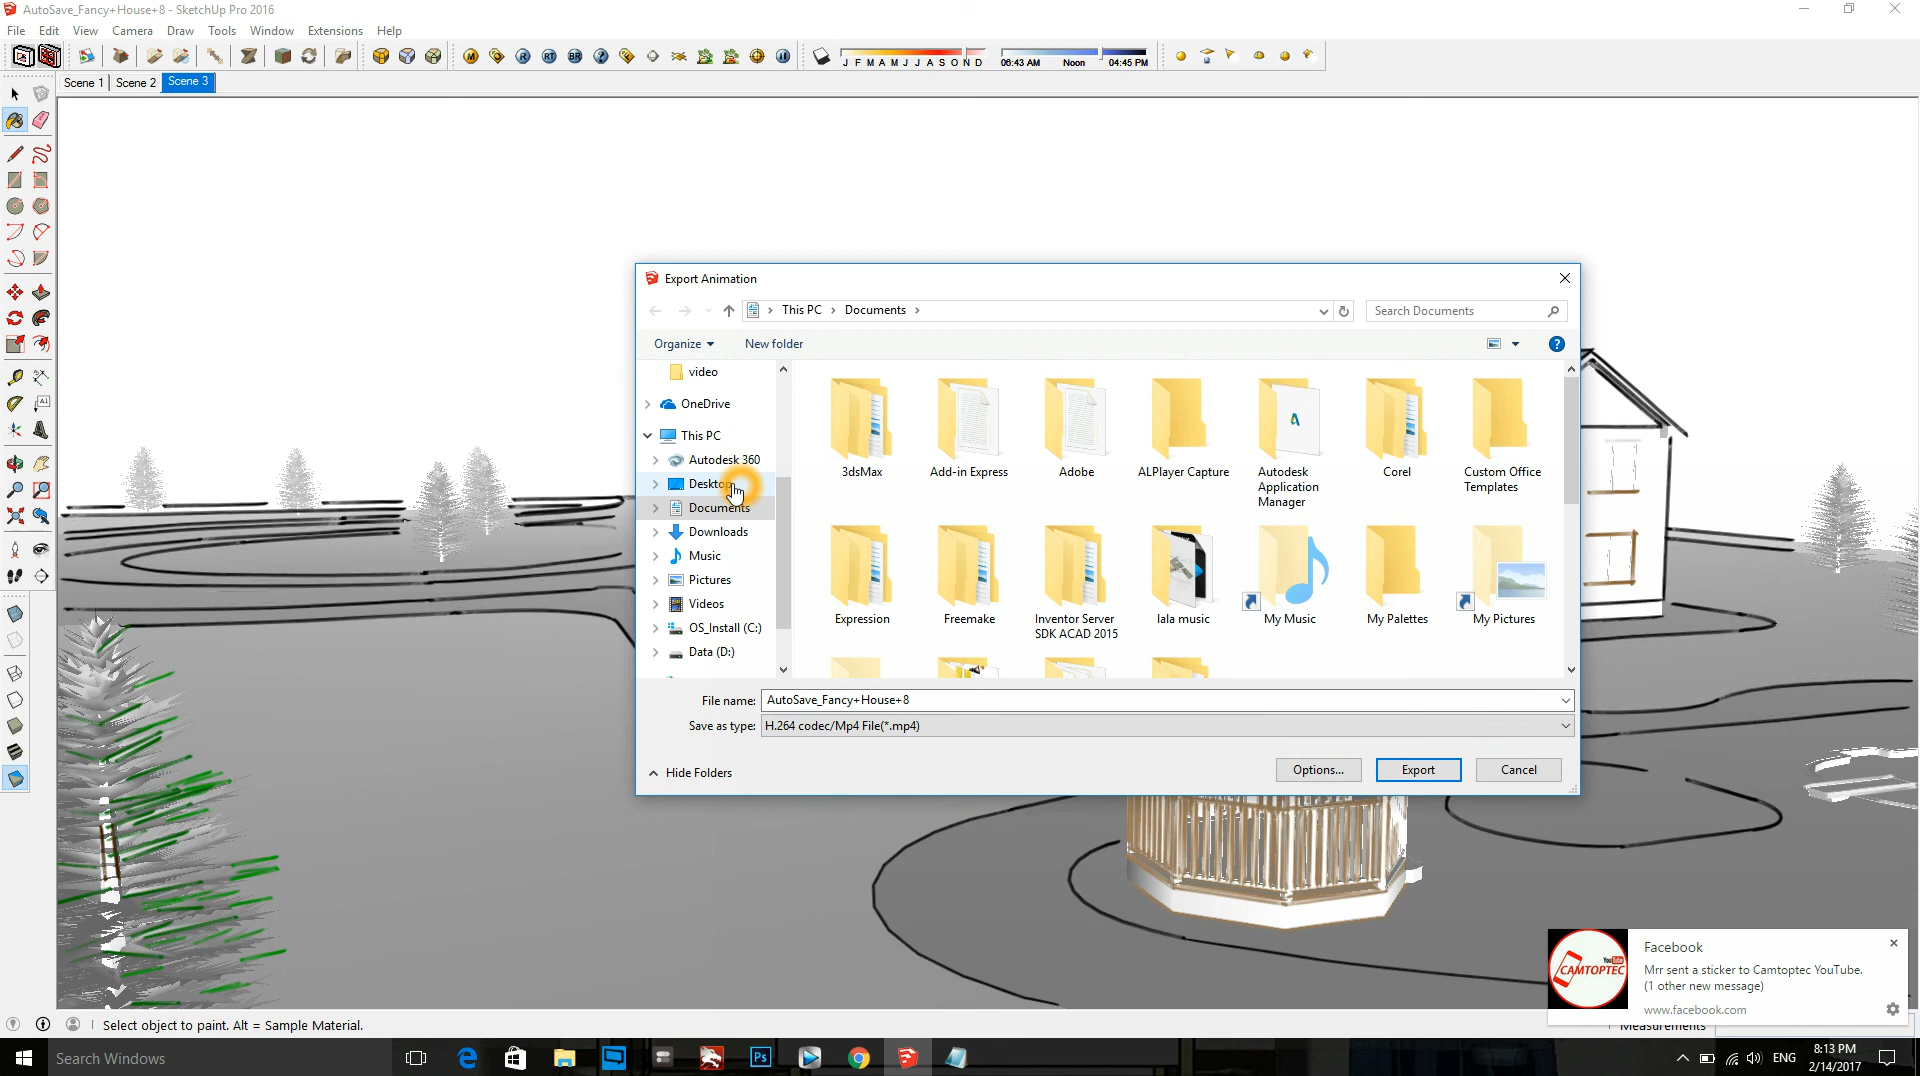 AutoSave_Fancy+House+8 - SketchUp Pro 2016
File Edit View Camera Draw Tools Window Extensions Help
M R RT BR ?
J F M A M J J A S O N D 06:43 AM Noon 04:45 PM
Scene 1 Scene 2 Scene 3
Export Animation
This PC > Documents >
Search Documents
Organize New folder
?
video
OneDrive
This PC
Autodesk 360
Desktop
Documents
Downloads
Music
Pictures
Videos
OS_Install (C:)
Data (D:)
3dsMax
Add-in Express
Adobe
ALPlayer Capture
Autodesk
Application
Manager
Corel
Custom Office
Templates
Expression
Freemake
Inventor Server
SDK ACAD 2015
lala music
My Music
My Palettes
My Pictures
File name: AutoSave_Fancy+House+8
Save as type: H.264 codec/Mp4 File(*.mp4)
Hide Folders
Options...
Export
Cancel
You Tube
CAMTOPTEC
Facebook
Mrr sent a sticker to Camtoptec YouTube.
(1 other new message)
www.facebook.com
Select object to paint. Alt = Sample Material.
Measurements
Search Windows
Ps
ENG
8:13 PM
2/14/2017